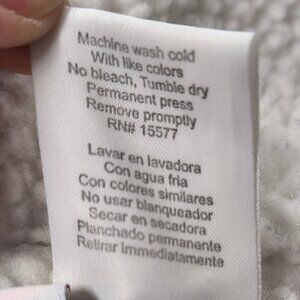 Machine wash cold
With like colors
No bleach, Tumble dry
Permanent press
Remove promptly
RN# 15577
Lavar en lavadora
Con agua fria
Con colores similares
No usar blanqueador
Secar en secadora
Planchado permanente
Retirar Immediatamente